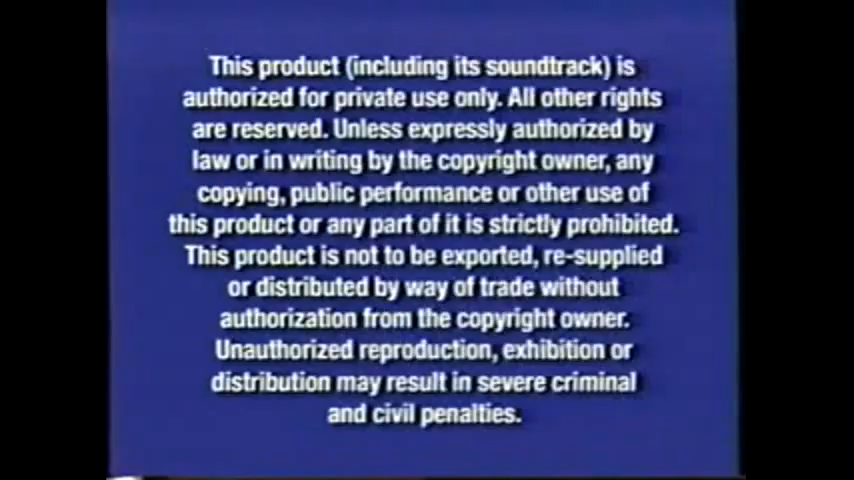 This product (including its soundtrack) is
authorized for private use only. All other rights
are reserved. Unless expressly authorized by
law or in writing by the copyright owner, any
copying, public performance or other use of
this product or any part of it is strictly prohibited.
This product is not to be exported, re-supplied
or distributed by way of trade without
authorization from the copyright owner.
Unauthorized reproduction, exhibition or
distribution may result in severe criminal
and civil penalties.